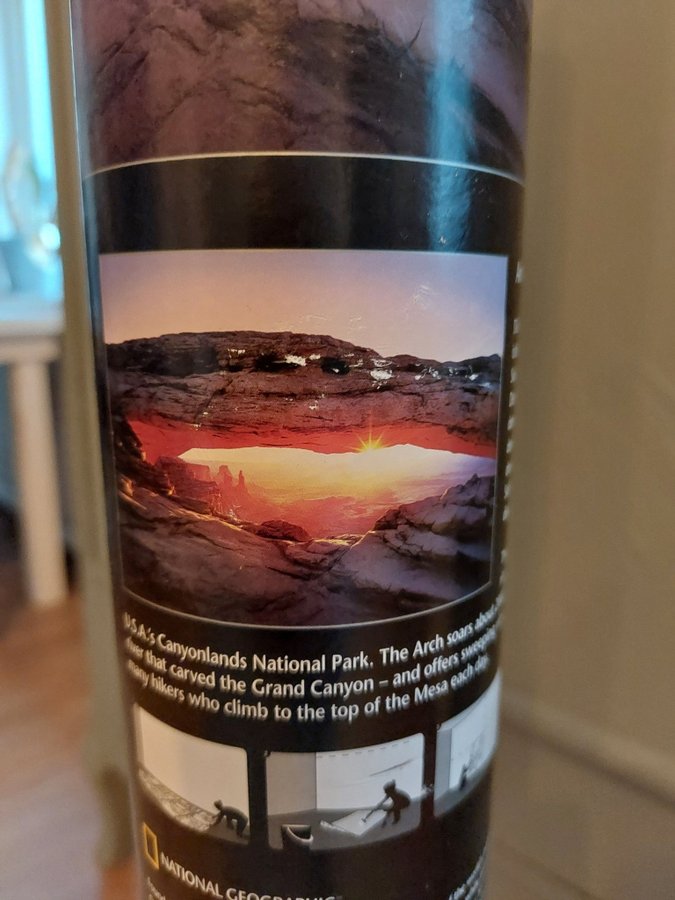 U.S.A.'s Canyonlands National Park. The Arch soars about
river that carved the Grand Canyon – and offers sweeping
many hikers who climb to the top of the Mesa each day.
NATIONAL GEOGRAPHIC